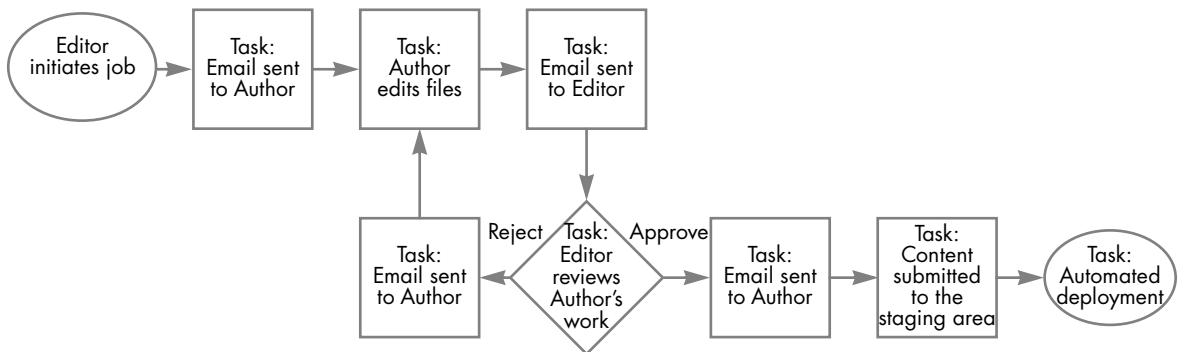 Editor
initiates job
Task:
Email sent
to Author
Task:
Author
edits files
Task:
Email sent
to Editor
Task:
Email sent
to Author
Reject
Task:
Editor
reviews
Author's
work
Approve
Task:
Email sent
to Author
Task:
Content
submitted
to the
staging area
Task:
Automated
deployment